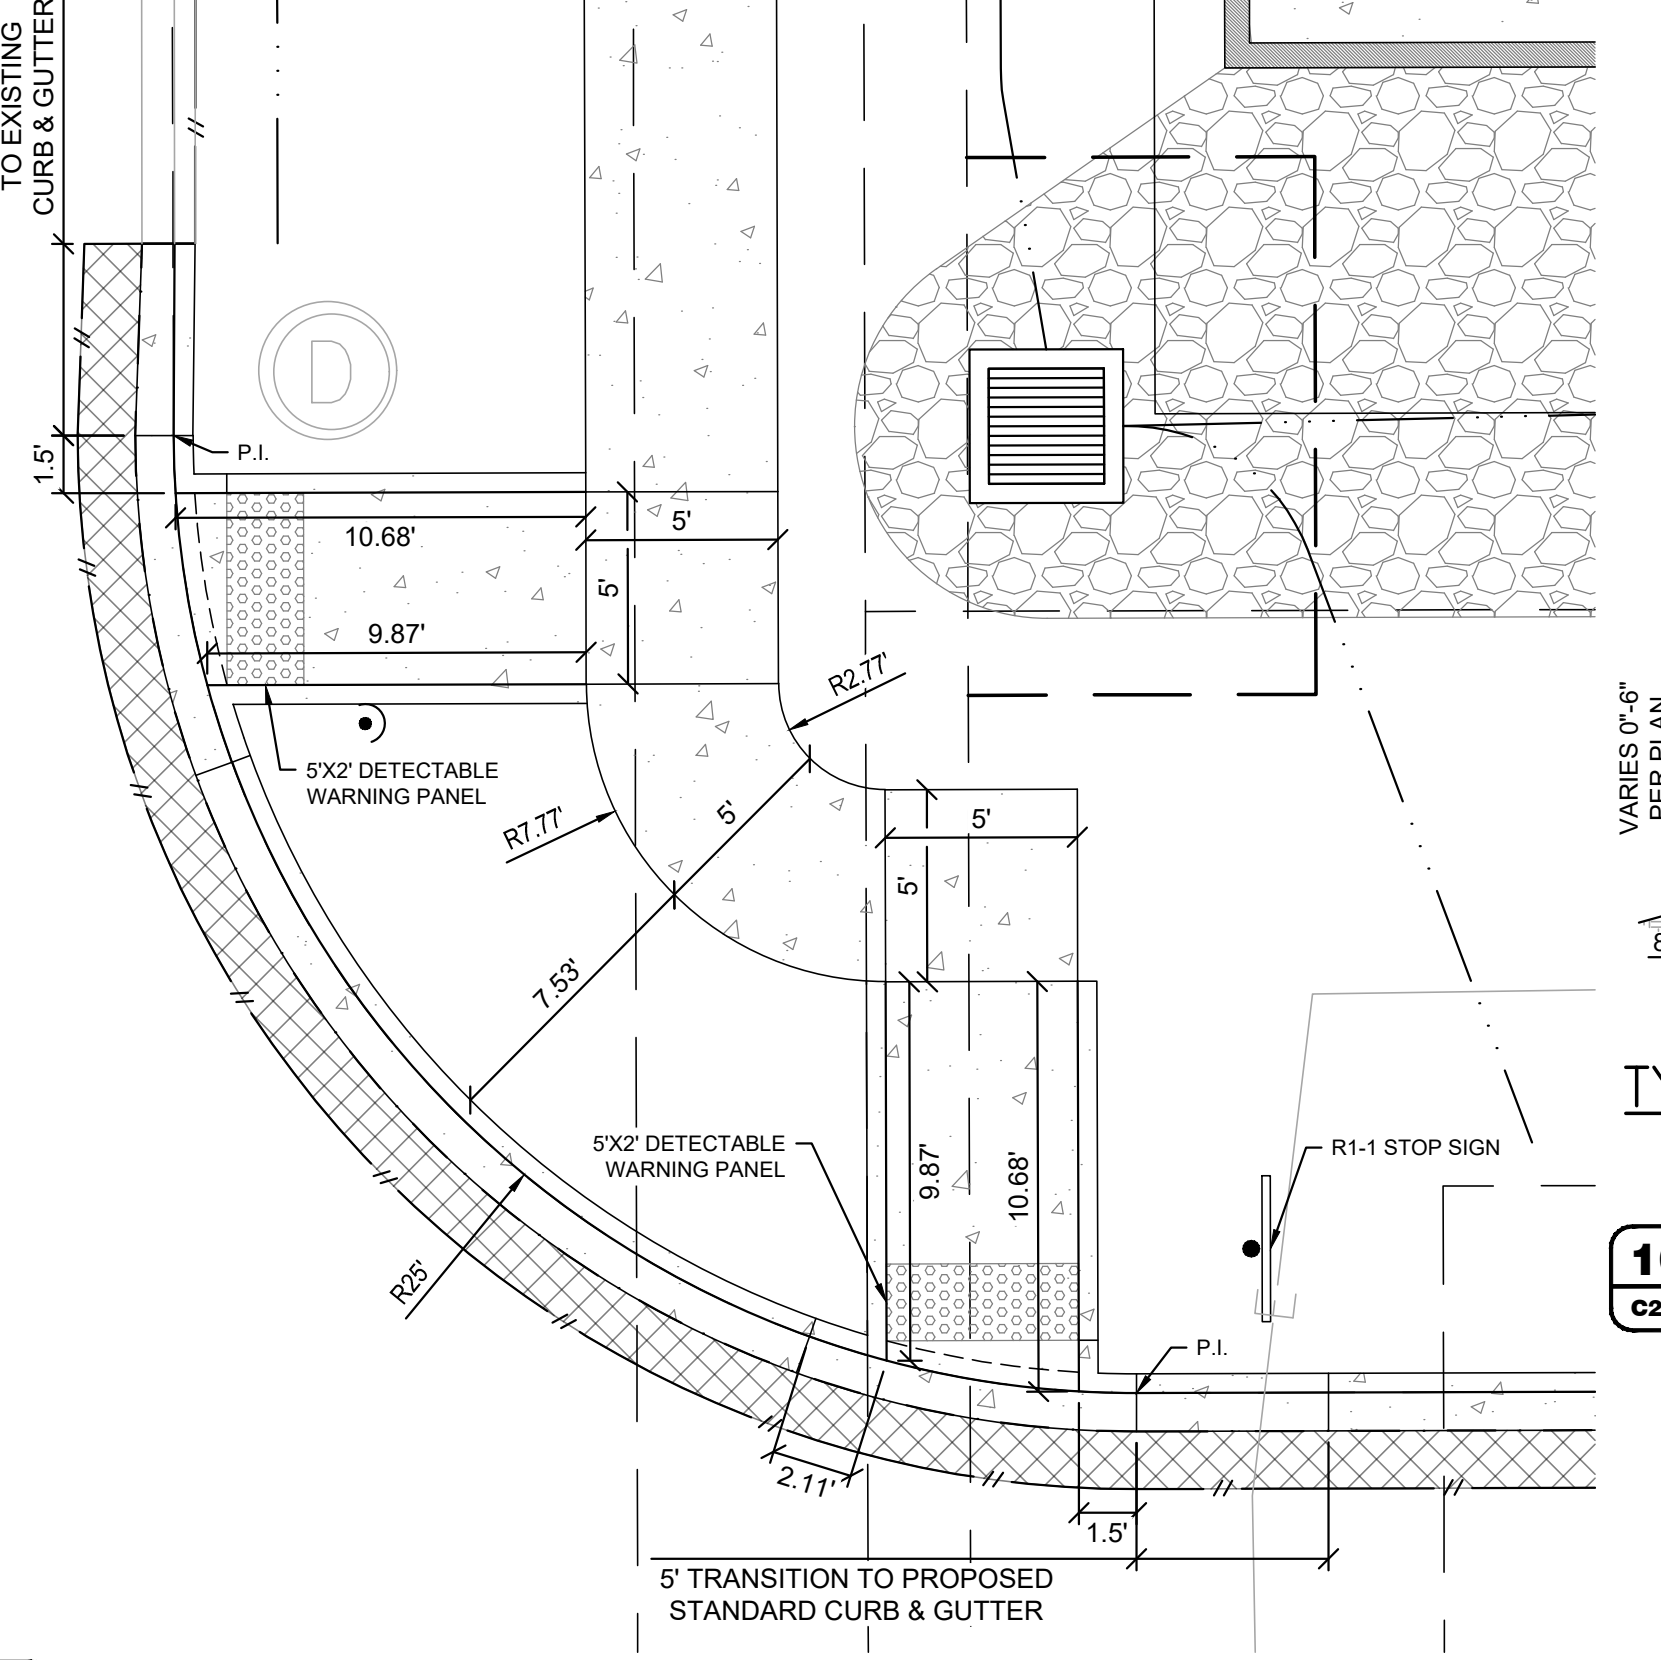 TO EXISTING
CURB & GUTTER
D
1.5'
P.I.
10.68'
5'
5'
9.87'
R2.77'
5'X2' DETECTABLE
WARNING PANEL
R7.77'
5'
5'
5'
7.53'
VARIES 0"-6"
PER PLAN
5'X2' DETECTABLE
WARNING PANEL
9.87'
10.68'
R1-1 STOP SIGN
R25'
P.I.
2.11'
1.5'
5' TRANSITION TO PROPOSED
STANDARD CURB & GUTTER